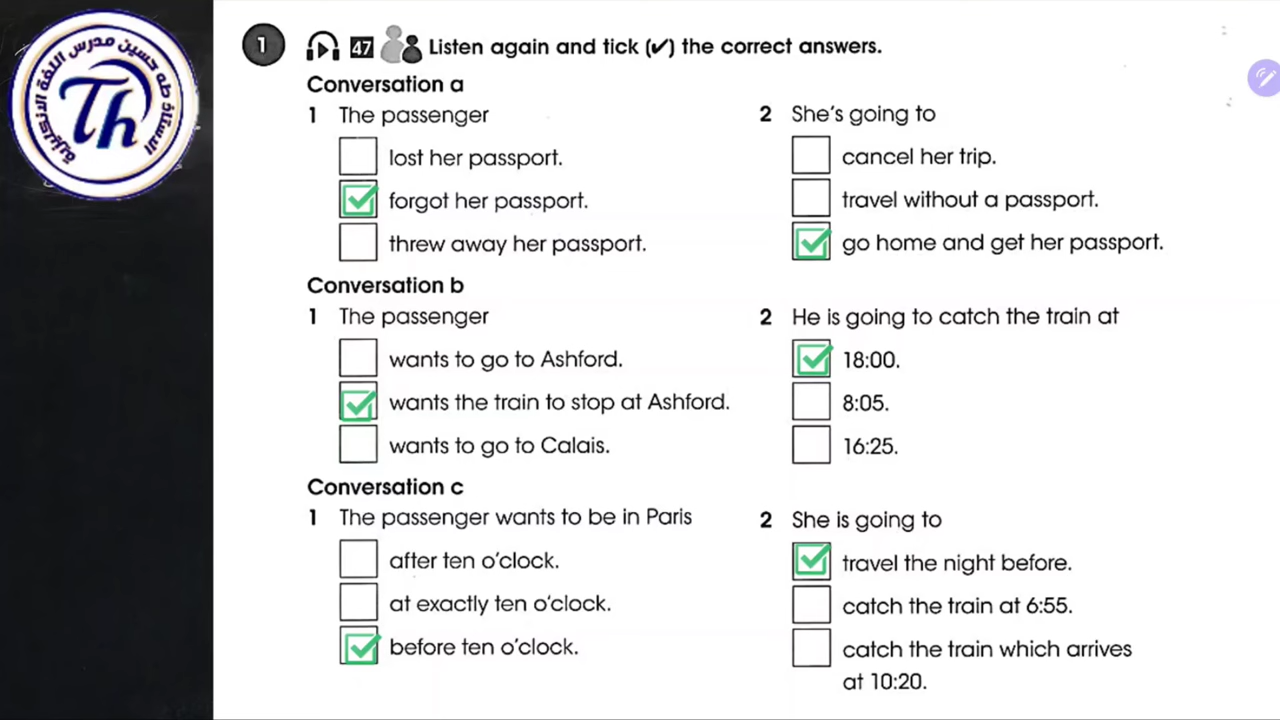 الاستاذ طه حسين مدرس اللغة الانجليزية
Th
1 47 Listen again and tick (✔) the correct answers.
Conversation a
1 The passenger
lost her passport.
forgot her passport.
threw away her passport.
2 She's going to
cancel her trip.
travel without a passport.
go home and get her passport.
Conversation b
1 The passenger
wants to go to Ashford.
wants the train to stop at Ashford.
wants to go to Calais.
2 He is going to catch the train at
18:00.
8:05.
16:25.
Conversation c
1 The passenger wants to be in Paris
after ten o'clock.
at exactly ten o'clock.
before ten o'clock.
2 She is going to
travel the night before.
catch the train at 6:55.
catch the train which arrives
at 10:20.